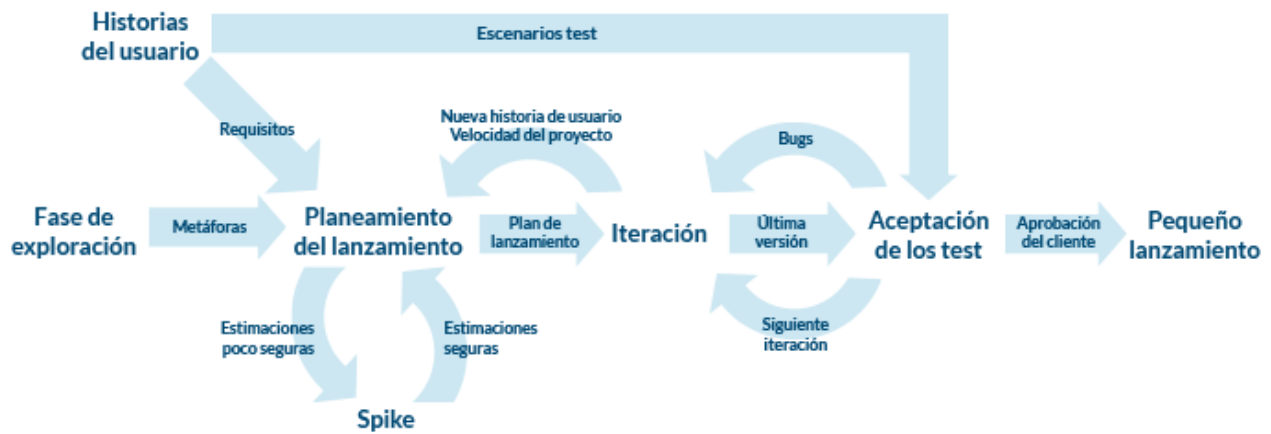 Historias
del usuario
Escenarios test
Requisitos
Nueva historia de usuario
Velocidad del proyecto
Bugs
Fase de
exploración
Metáforas
Planeamiento
del lanzamiento
Plan de
lanzamiento
Iteración
Última
versión
Aceptación
de los test
Aprobación
del cliente
Pequeño
lanzamiento
Estimaciones
poco seguras
Estimaciones
seguras
Siguiente
iteración
Spike